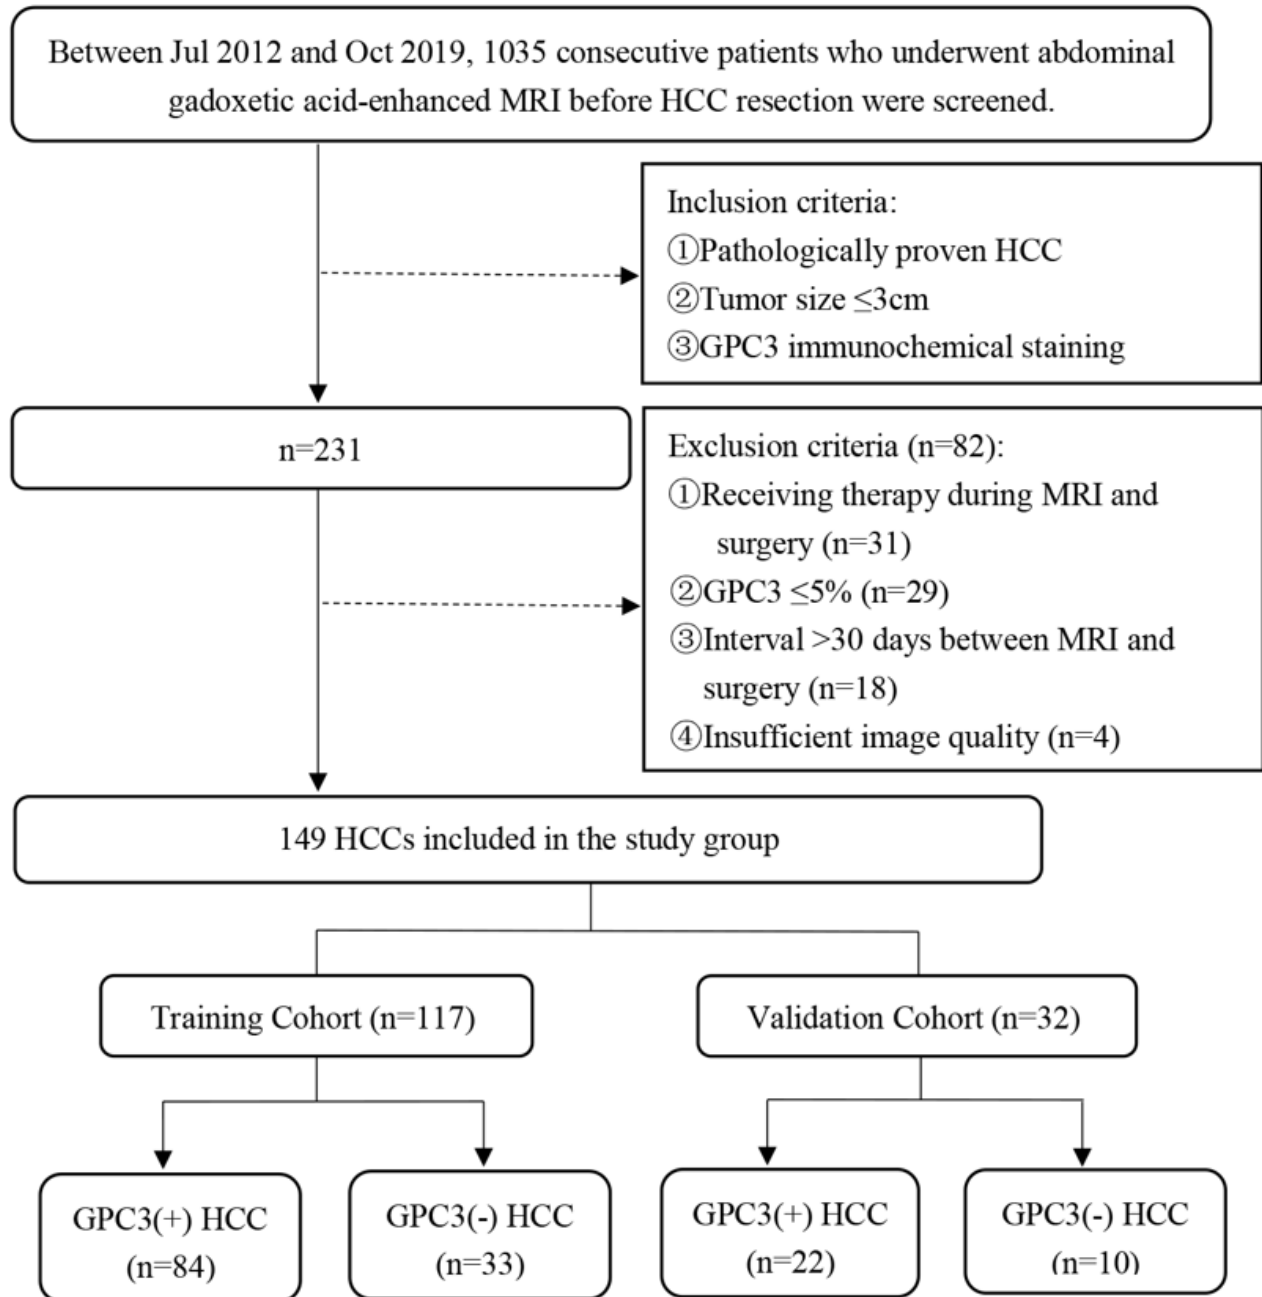 Between Jul 2012 and Oct 2019, 1035 consecutive patients who underwent abdominal
gadoxetic acid-enhanced MRI before HCC resection were screened.
Inclusion criteria:
①Pathologically proven HCC
②Tumor size ≤3cm
③GPC3 immunochemical staining
n=231
Exclusion criteria (n=82):
①Receiving therapy during MRI and
surgery (n=31)
②GPC3 ≤5% (n=29)
③Interval >30 days between MRI and
surgery (n=18)
④Insufficient image quality (n=4)
149 HCCs included in the study group
Training Cohort (n=117)
Validation Cohort (n=32)
GPC3(+) HCC
(n=84)
GPC3(-) HCC
(n=33)
GPC3(+) HCC
(n=22)
GPC3(-) HCC
(n=10)